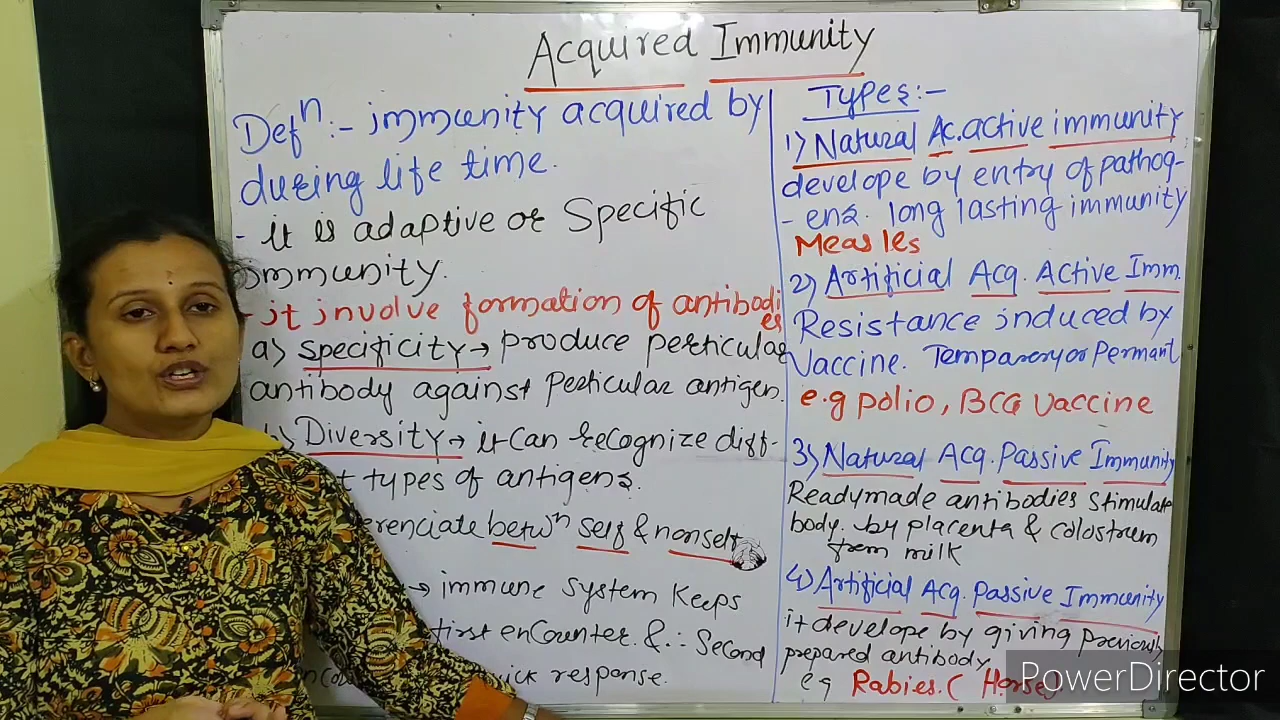 Acquired Immunity
Defn :- immunity acquired by
during life time.
- it is adaptive or Specific
immunity.
- it involve formation of antibodi
es
a) specificity → produce perticular
antibody against Perticular antigen.
b) Diversity → it can recognize diff-
t types of antigens.
erenciate betwn self & nonself
→ immune system keeps
first encounter. & ∴ Second
response.
Types :-
1) Natural Ac. active immunity
develope by entry of pathog-
- ens. long lasting immunity
Measles
2) Artificial Acq. Active Imm.
Resistance induced by
Vaccine. Temparery or Permant
e.g polio, BCG vaccine
3) Natural Acq. Passive Immunity
Readymade antibodies stimulate
body. by placenta & colostrum
from milk
4) Artificial Acq. Passive Immunity
it develope by giving previously
prepared antibody
eg Rabies. ( Horse)
PowerDirector